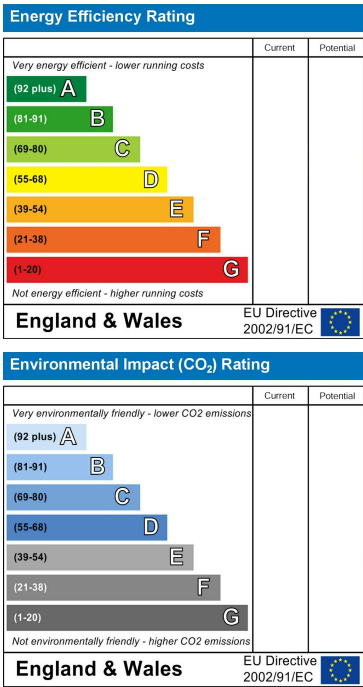 Energy Efficiency Rating
Current Potential
Very energy efficient - lower running costs
(92 plus) A
(81-91) B
(69-80) C
(55-68) D
(39-54) E
(21-38) F
(1-20) G
Not energy efficient - higher running costs
England & Wales
EU Directive
2002/91/EC
Environmental Impact (CO₂) Rating
Current Potential
Very environmentally friendly - lower CO2 emissions
(92 plus) A
(81-91) B
(69-80) C
(55-68) D
(39-54) E
(21-38) F
(1-20) G
Not environmentally friendly - higher CO2 emissions
England & Wales
EU Directive
2002/91/EC